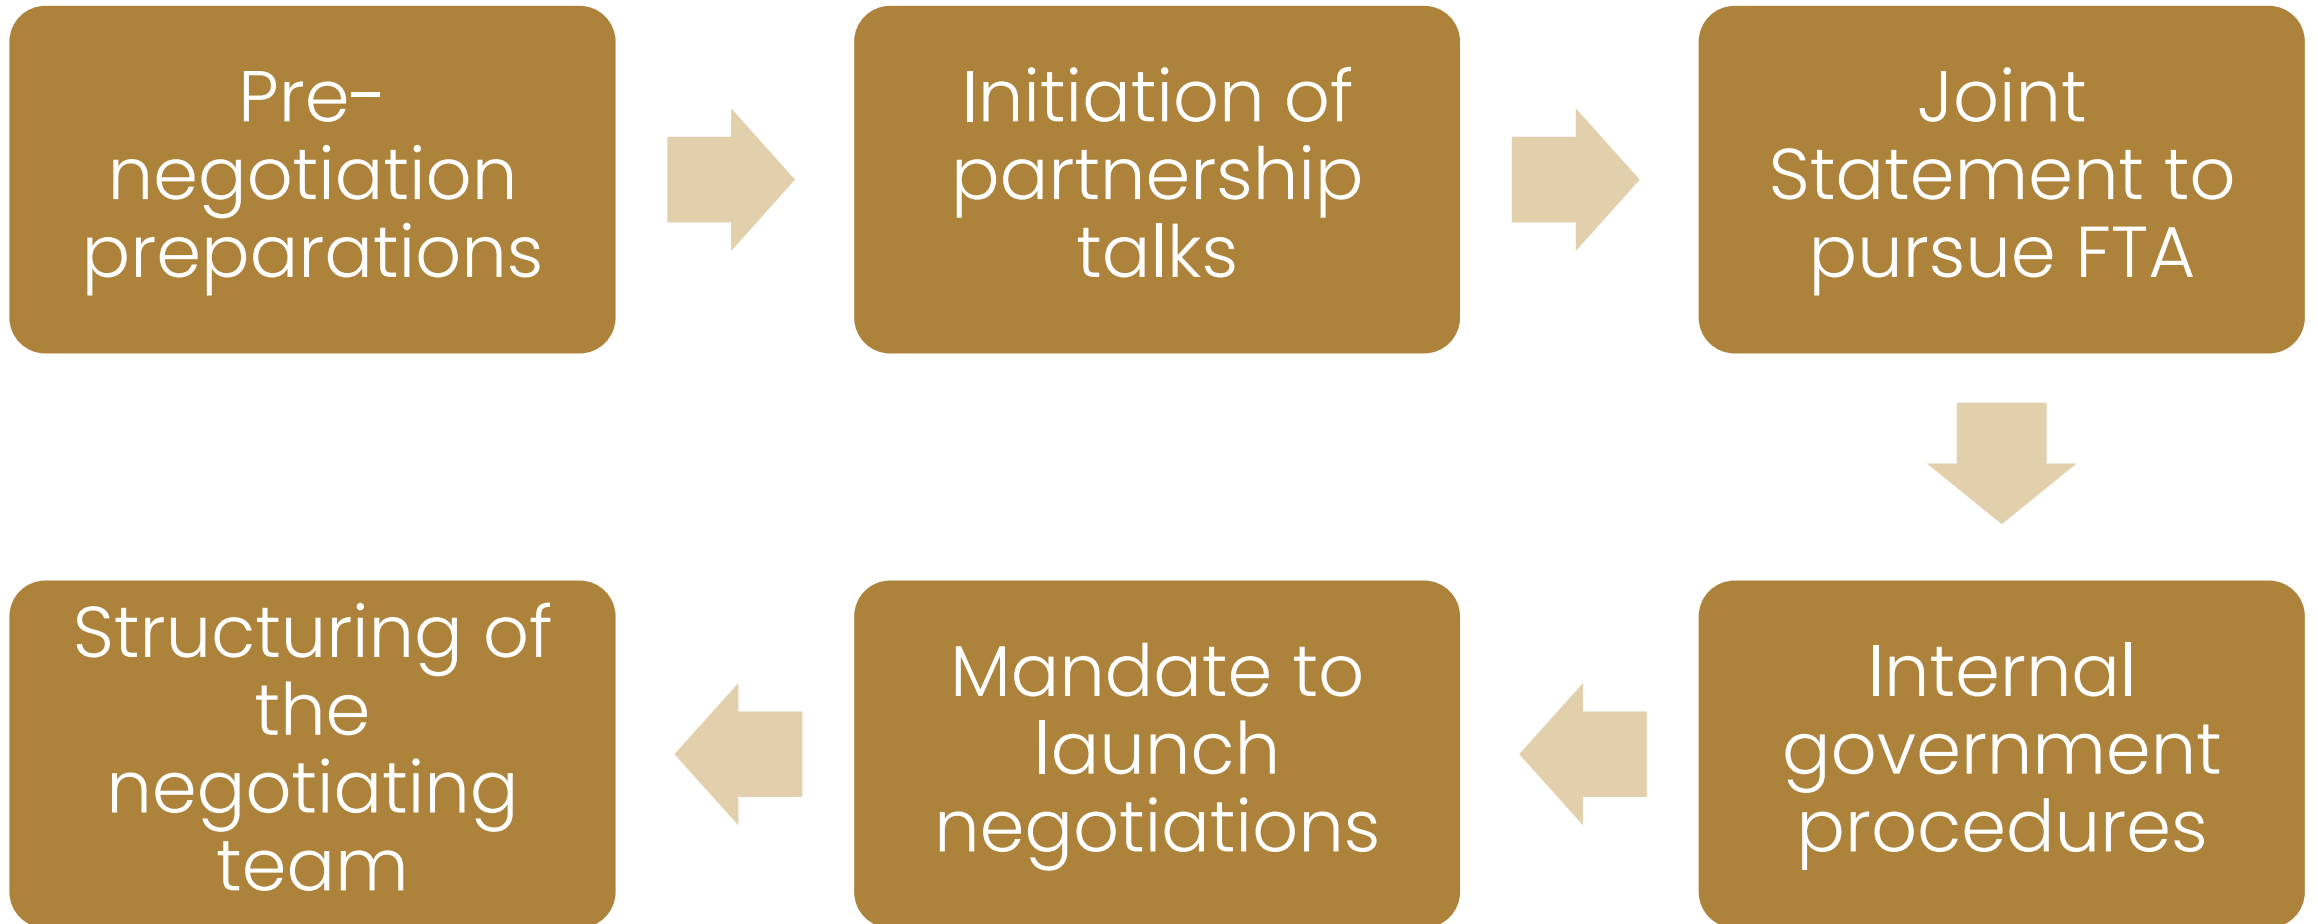 Pre-
negotiation
preparations
Initiation of
partnership
talks
Joint
Statement to
pursue FTA
Internal
government
procedures
Mandate to
launch
negotiations
Structuring of
the
negotiating
team